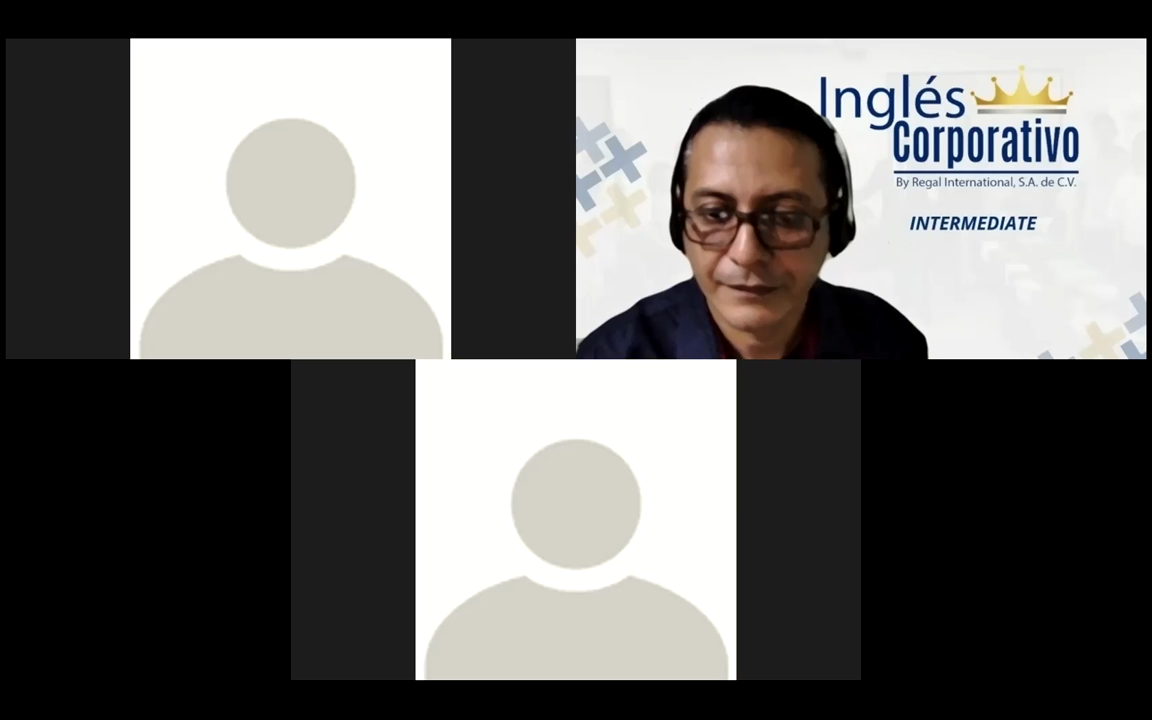 Inglés
Corporativo
By Regal International, S.A. de C.V.
INTERMEDIATE